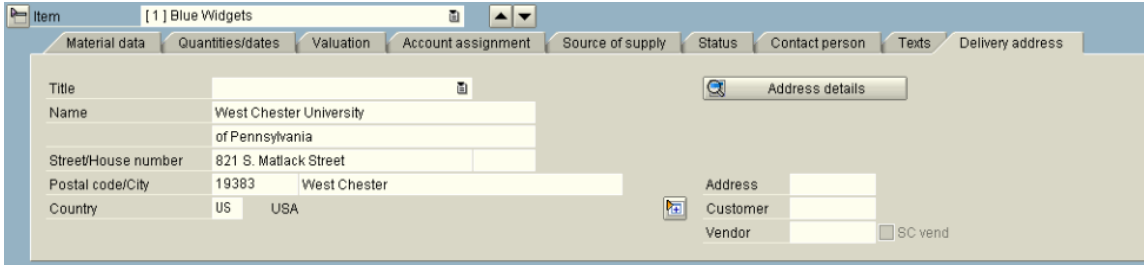 Item [ 1 ] Blue Widgets
Material data Quantities/dates Valuation Account assignment Source of supply Status Contact person Texts Delivery address
Title Address details
Name West Chester University
of Pennsylvania
Street/House number 821 S. Matlack Street
Postal code/City 19383 West Chester Address
Country US USA Customer
Vendor SC vend